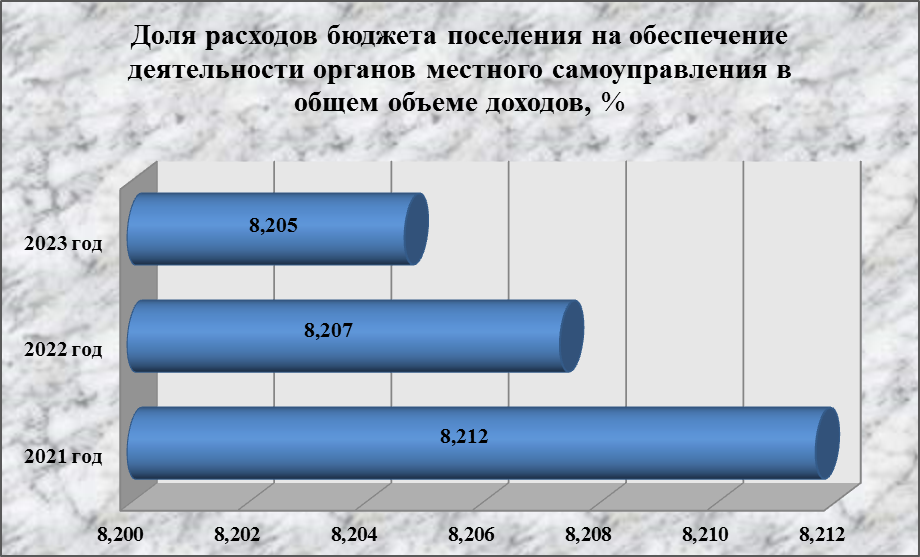 Доля расходов бюджета поселения на обеспечение
деятельности органов местного самоуправления в
общем объеме доходов, %
2023 год
8,205
2022 год
8,207
2021 год
8,212
8,200 8,202 8,204 8,206 8,208 8,210 8,212